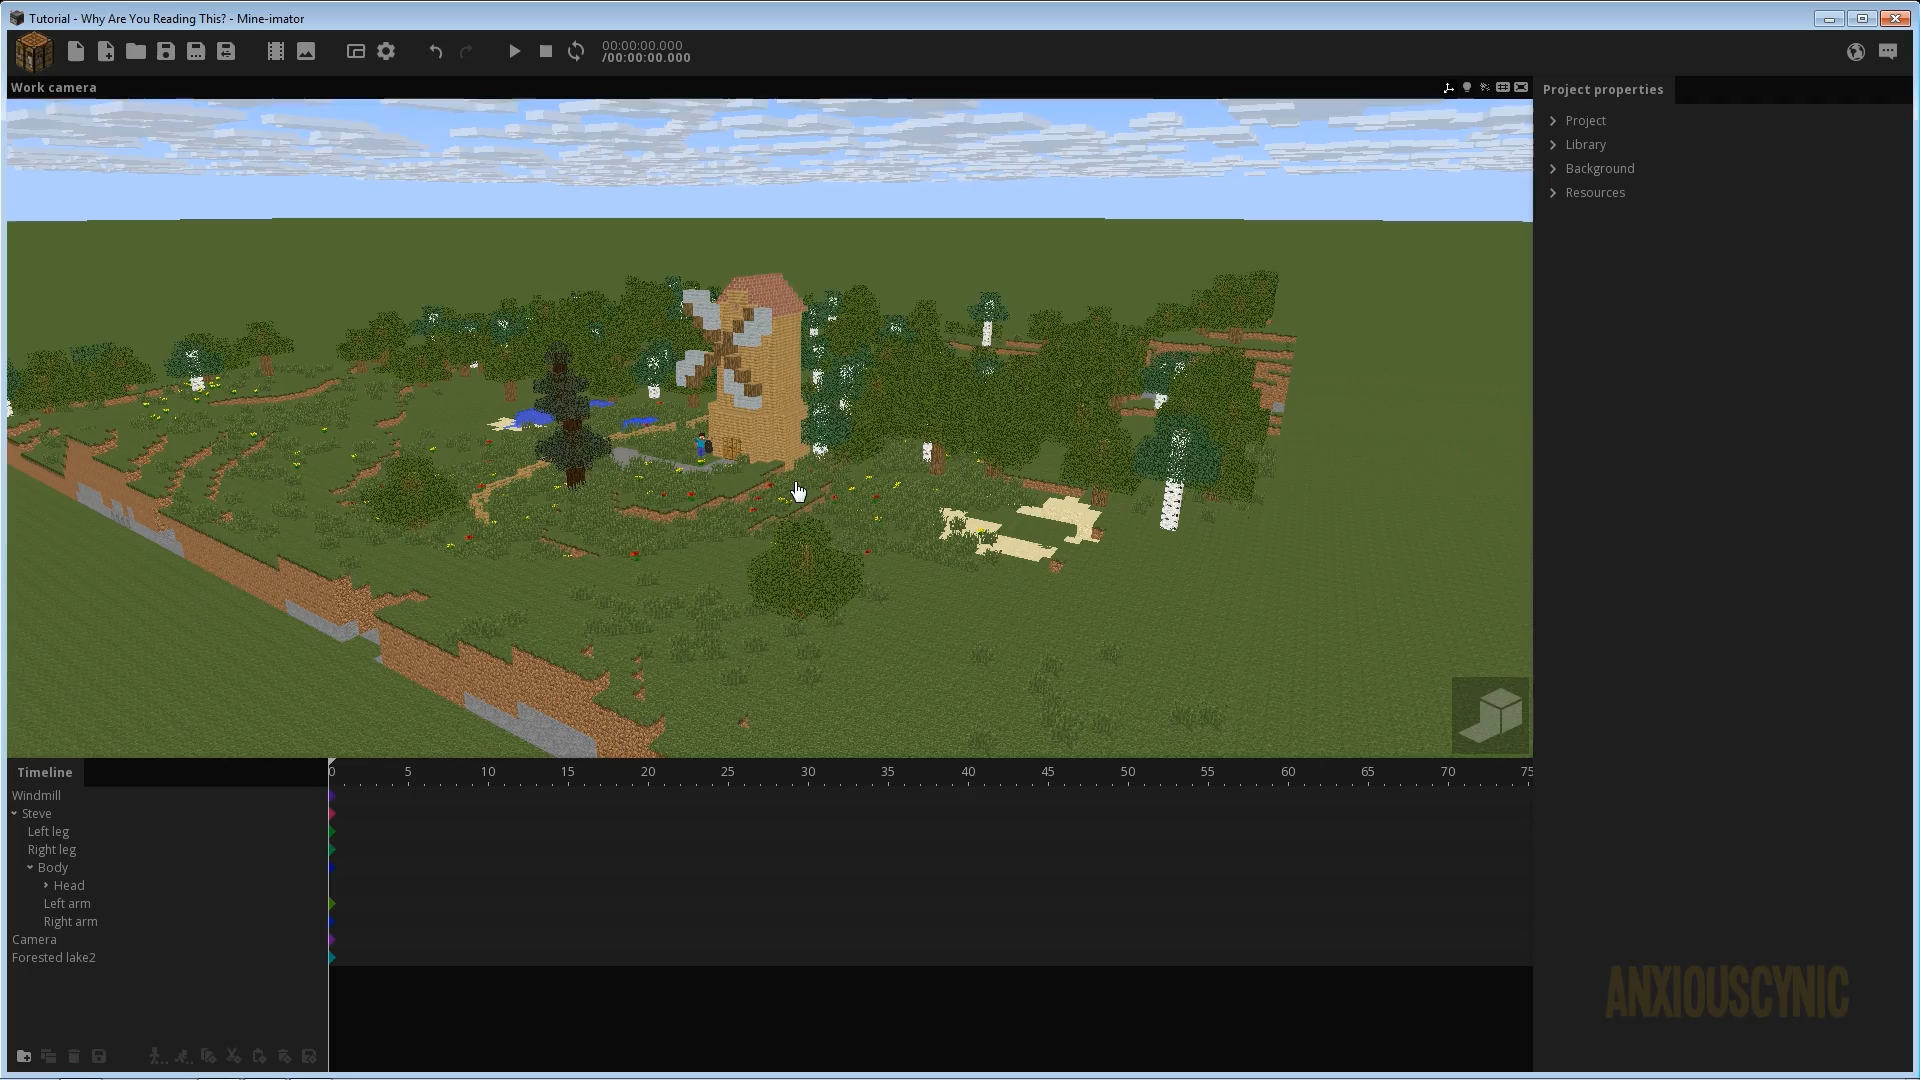 Tutorial - Why Are You Reading This? - Mine-imator
00:00:00.000
/00:00:00.000
Work camera
Project properties
Project
Library
Background
Resources
Timeline
0 5 10 15 20 25 30 35 40 45 50 55 60 65 70 75
Windmill
Steve
Left leg
Right leg
Body
Head
Left arm
Right arm
Camera
Forested lake2
ANXIOUSCYNIC